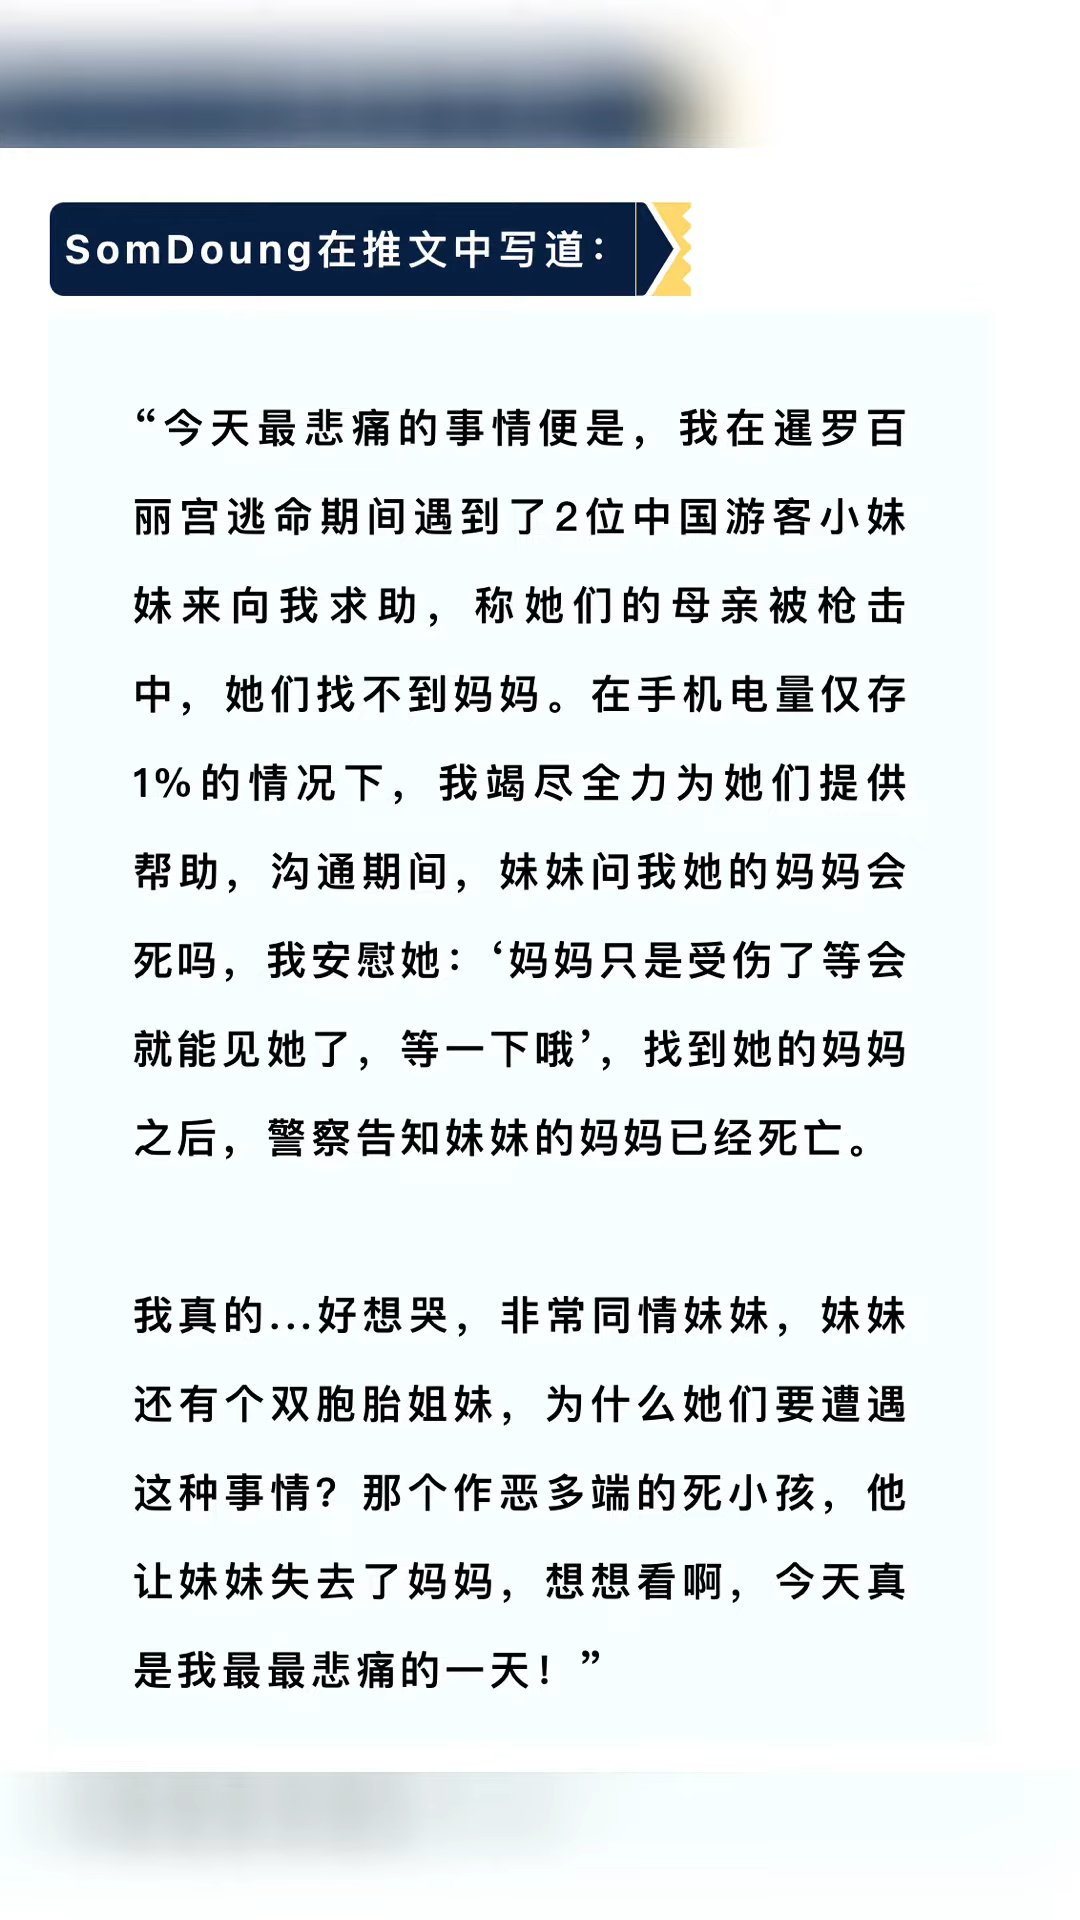 SomDoung在推文中写道：
“今天最悲痛的事情便是，我在暹罗百
丽宫逃命期间遇到了2位中国游客小妹
妹来向我求助，称她们的母亲被枪击
中，她们找不到妈妈。在手机电量仅存
1%的情况下，我竭尽全力为她们提供
帮助，沟通期间，妹妹问我她的妈妈会
死吗，我安慰她：‘妈妈只是受伤了等会
就能见她了，等一下哦’，找到她的妈妈
之后，警察告知妹妹的妈妈已经死亡。
我真的...好想哭，非常同情妹妹，妹妹
还有个双胞胎姐妹，为什么她们要遭遇
这种事情？那个作恶多端的死小孩，他
让妹妹失去了妈妈，想想看啊，今天真
是我最最悲痛的一天！”